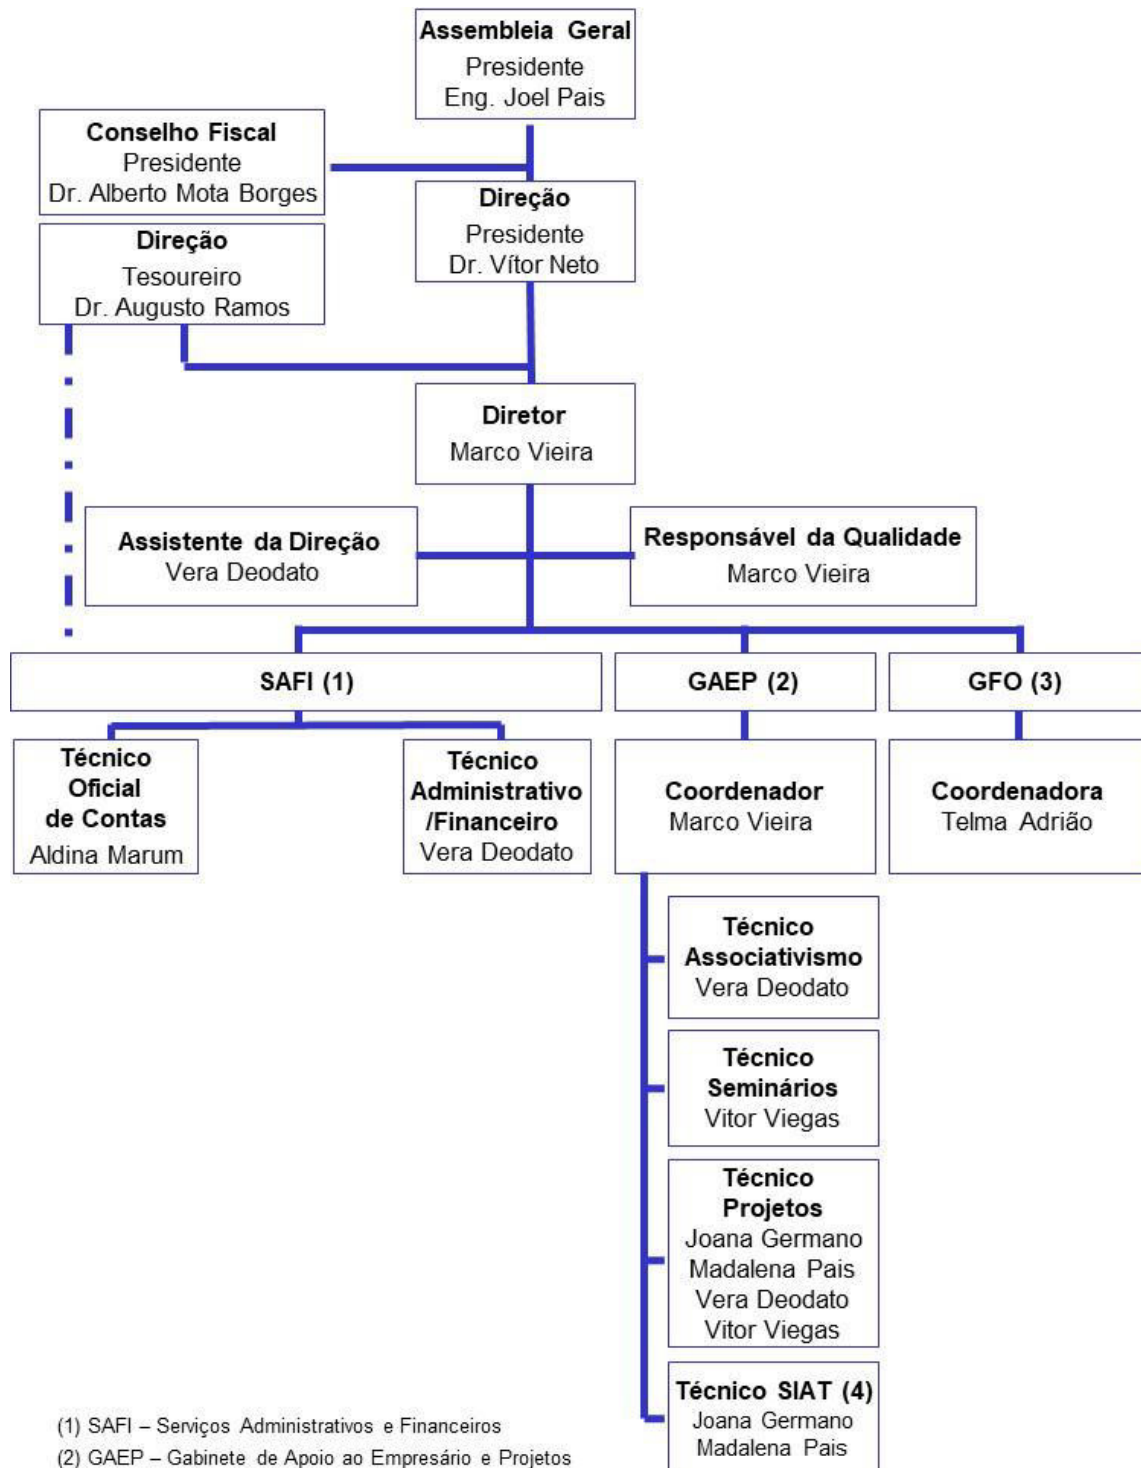 Assembleia Geral
Presidente
Eng. Joel Pais
Conselho Fiscal
Presidente
Dr. Alberto Mota Borges
Direção
Presidente
Dr. Vítor Neto
Direção
Tesoureiro
Dr. Augusto Ramos
Diretor
Marco Vieira
Assistente da Direção
Vera Deodato
Responsável da Qualidade
Marco Vieira
SAFI (1)
GAEP (2)
GFO (3)
Técnico
Oficial
de Contas
Aldina Marum
Técnico
Administrativo
/Financeiro
Vera Deodato
Coordenador
Marco Vieira
Coordenadora
Telma Adrião
Técnico
Associativismo
Vera Deodato
Técnico
Seminários
Vitor Viegas
Técnico
Projetos
Joana Germano
Madalena Pais
Vera Deodato
Vitor Viegas
Técnico SIAT (4)
Joana Germano
Madalena Pais
(1) SAFI – Serviços Administrativos e Financeiros
(2) GAEP – Gabinete de Apoio ao Empresário e Projetos